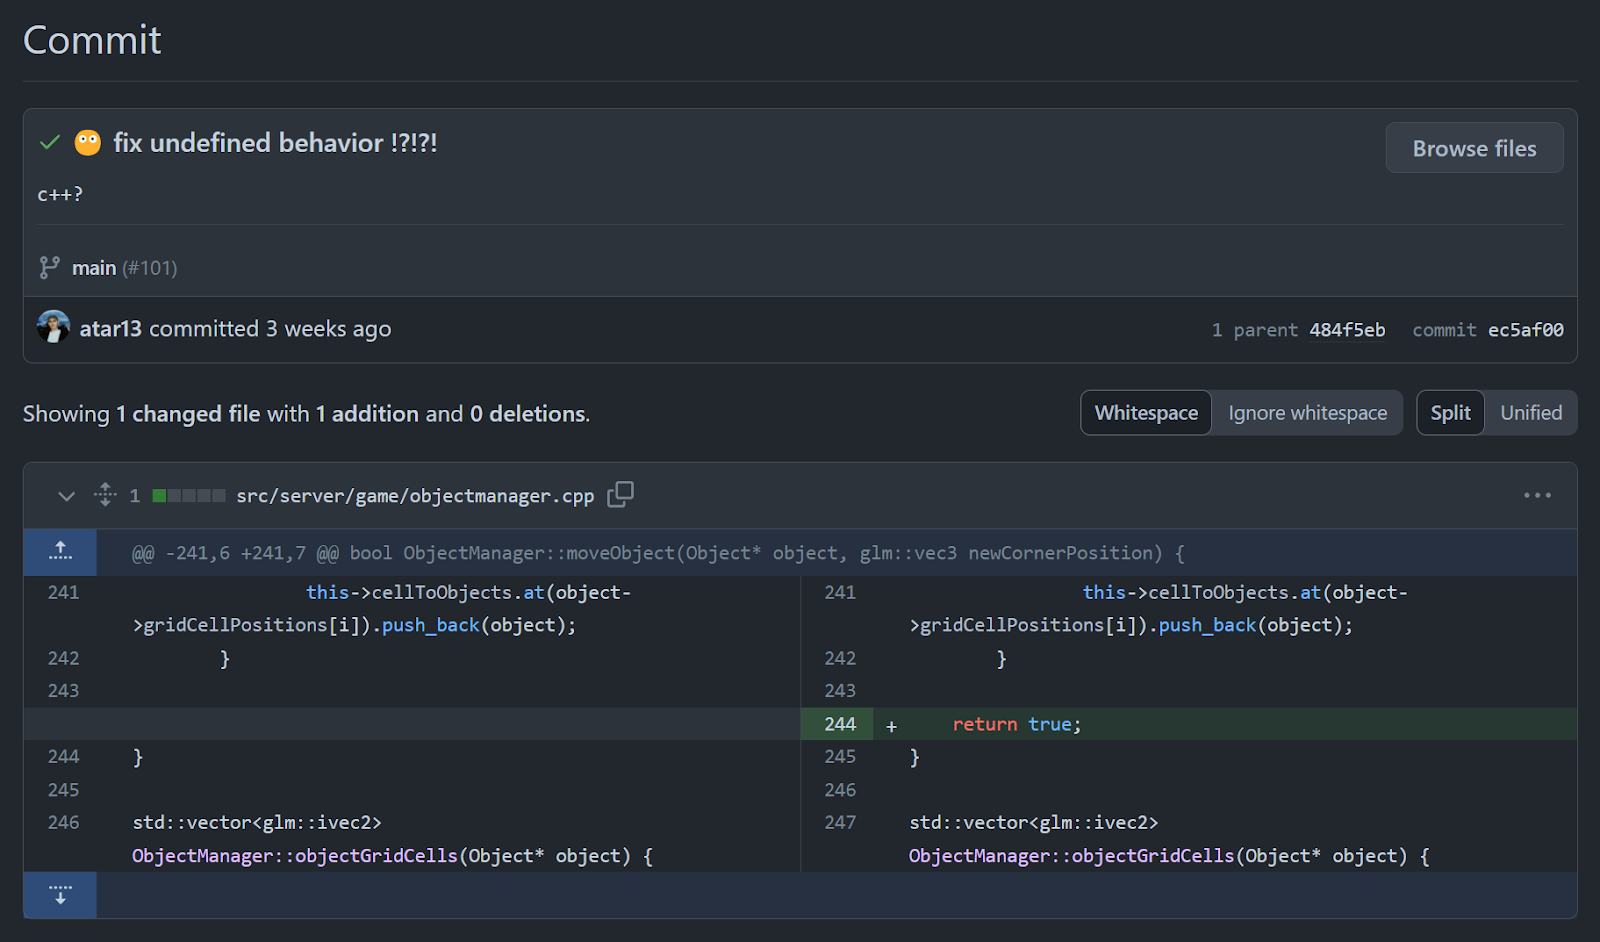 Commit
fix undefined behavior !?!?!
Browse files
c++?
main (#101)
atar13 committed 3 weeks ago
1 parent 484f5eb commit ec5af00
Showing 1 changed file with 1 addition and 0 deletions.
Whitespace Ignore whitespace Split Unified
1 src/server/game/objectmanager.cpp
@@ -241,6 +241,7 @@ bool ObjectManager::moveObject(Object* object, glm::vec3 newCornerPosition) {
241 this->cellToObjects.at(object-
>gridCellPositions[i]).push_back(object);
242 }
243
244 }
245
246 std::vector<glm::ivec2>
ObjectManager::objectGridCells(Object* object) {
241 this->cellToObjects.at(object-
>gridCellPositions[i]).push_back(object);
242 }
243
244 + return true;
245 }
246
247 std::vector<glm::ivec2>
ObjectManager::objectGridCells(Object* object) {